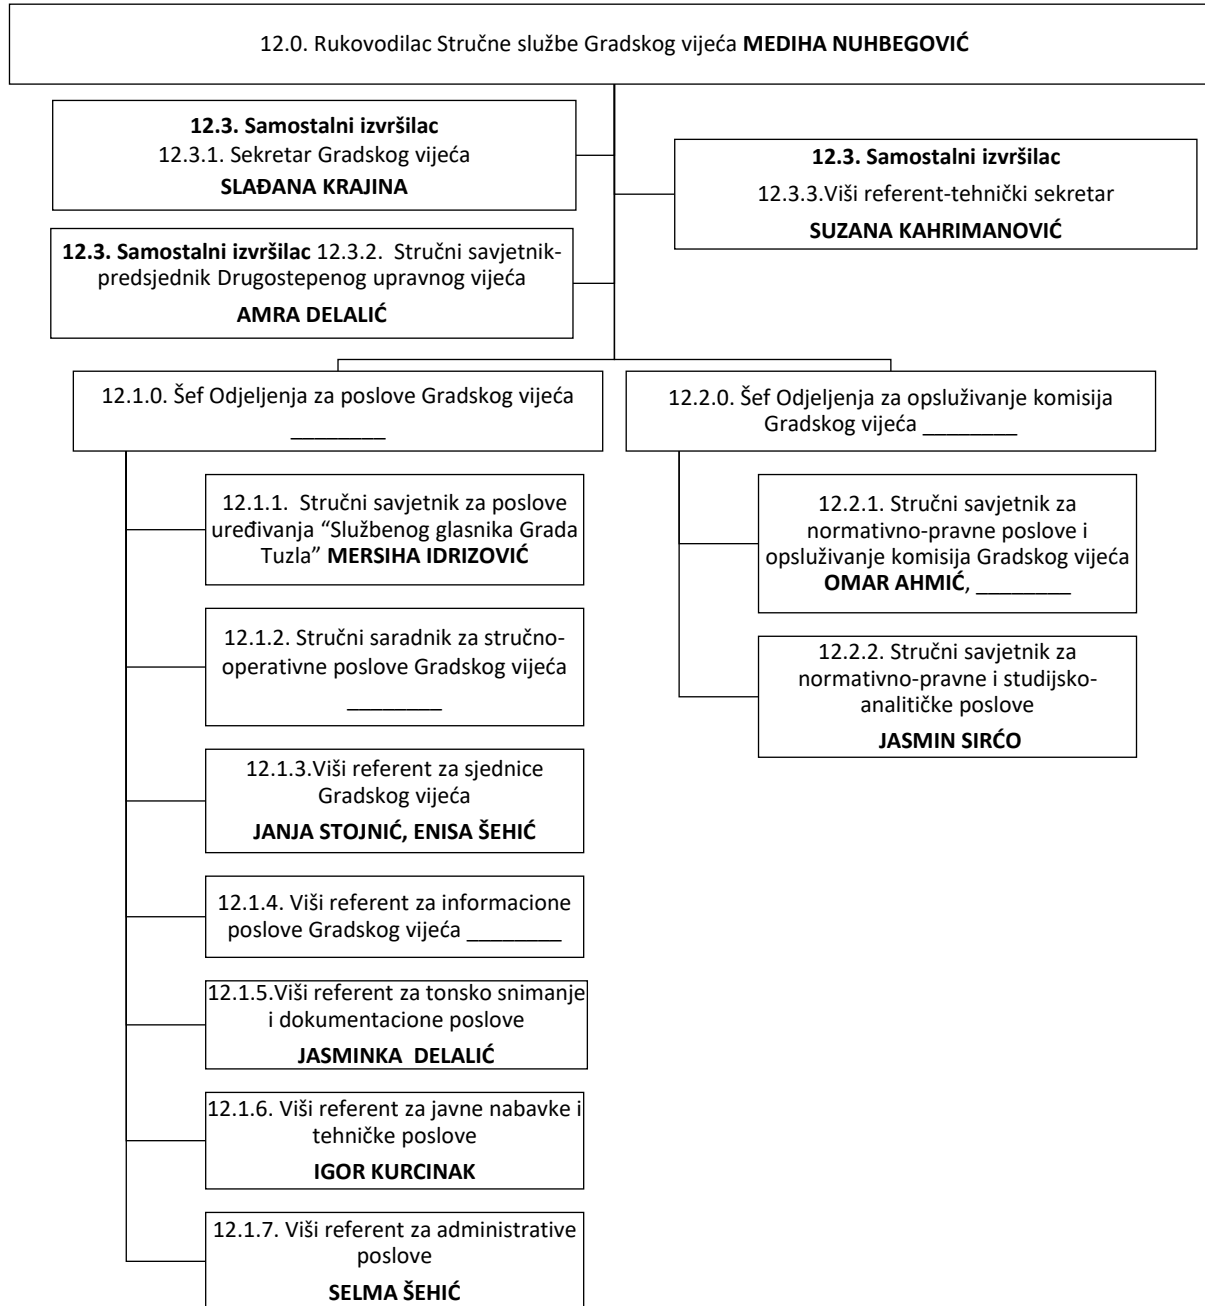 12.0. Rukovodilac Stručne službe Gradskog vijeća MEDIHA NUHBEGOVIĆ
12.3. Samostalni izvršilac
12.3.1. Sekretar Gradskog vijeća
SLAĐANA KRAJINA
12.3. Samostalni izvršilac
12.3.3.Viši referent-tehnički sekretar
SUZANA KAHRIMANOVIĆ
12.3. Samostalni izvršilac 12.3.2. Stručni savjetnik-
predsjednik Drugostepenog upravnog vijeća
AMRA DELALIĆ
12.1.0. Šef Odjeljenja za poslove Gradskog vijeća
________
12.1.1. Stručni savjetnik za poslove
uređivanja “Službenog glasnika Grada
Tuzla” MERSIHA IDRIZOVIĆ
12.1.2. Stručni saradnik za stručno-
operativne poslove Gradskog vijeća
________
12.1.3.Viši referent za sjednice
Gradskog vijeća
JANJA STOJNIĆ, ENISA ŠEHIĆ
12.1.4. Viši referent za informacione
poslove Gradskog vijeća ________
12.1.5.Viši referent za tonsko snimanje
i dokumentacione poslove
JASMINKA DELALIĆ
12.1.6. Viši referent za javne nabavke i
tehničke poslove
IGOR KURCINAK
12.1.7. Viši referent za administrative
poslove
SELMA ŠEHIĆ
12.2.0. Šef Odjeljenja za opsluživanje komisija
Gradskog vijeća ________
12.2.1. Stručni savjetnik za
normativno-pravne poslove i
opsluživanje komisija Gradskog vijeća
OMAR AHMIĆ, ________
12.2.2. Stručni savjetnik za
normativno-pravne i studijsko-
analitičke poslove
JASMIN SIRĆO